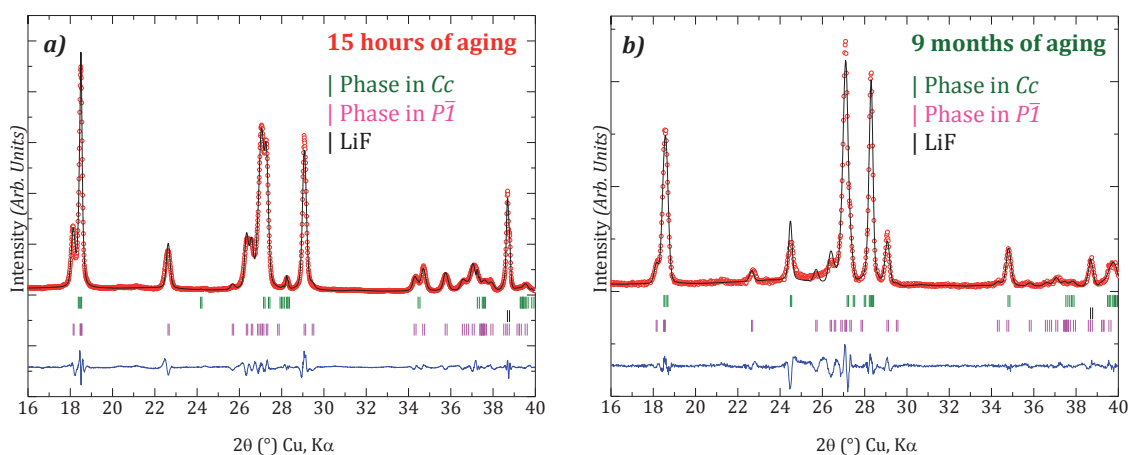 a)
15 hours of aging
| Phase in Cc
| Phase in P1̅
| LiF
Intensity (Arb. Units)
16 18 20 22 24 26 28 30 32 34 36 38 40
2θ (°) Cu, Kα
b)
9 months of aging
| Phase in Cc
| Phase in P1̅
| LiF
Intensity (Arb. Units)
16 18 20 22 24 26 28 30 32 34 36 38 40
2θ (°) Cu, Kα